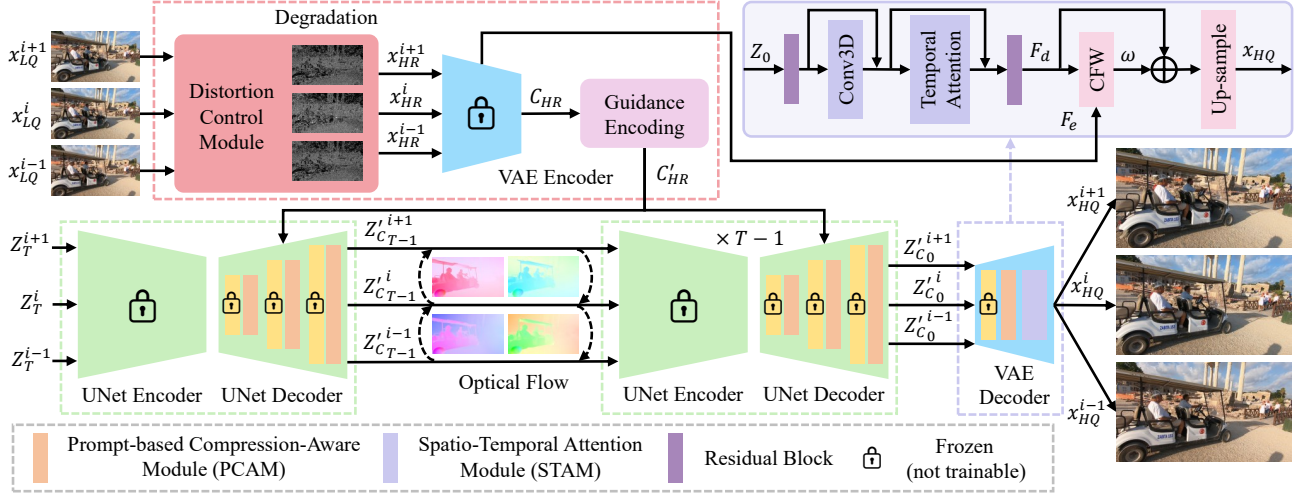 Degradation
x_{LQ}^{i+1}
x_{LQ}^{i}
x_{LQ}^{i-1}
Distortion
Control
Module
x_{HR}^{i+1}
x_{HR}^{i}
x_{HR}^{i-1}
VAE Encoder
C_{HR}
Guidance
Encoding
C'_{HR}
Z_0
Conv3D
Temporal
Attention
F_d
CFW
F_e
ω
Up-sample
x_{HQ}
Z_T^{i+1}
Z_T^{i}
Z_T^{i-1}
UNet Encoder
UNet Decoder
Z'^{i+1}_{C_{T-1}}
Z'^{i}_{C_{T-1}}
Z'^{i-1}_{C_{T-1}}
Optical Flow
× T − 1
UNet Encoder
UNet Decoder
Z'^{i+1}_{C_0}
Z'^{i}_{C_0}
Z'^{i-1}_{C_0}
VAE
Decoder
x_{HQ}^{i+1}
x_{HQ}^{i}
x_{HQ}^{i-1}
Prompt-based Compression-Aware
Module (PCAM)
Spatio-Temporal Attention
Module (STAM)
Residual Block
Frozen
(not trainable)